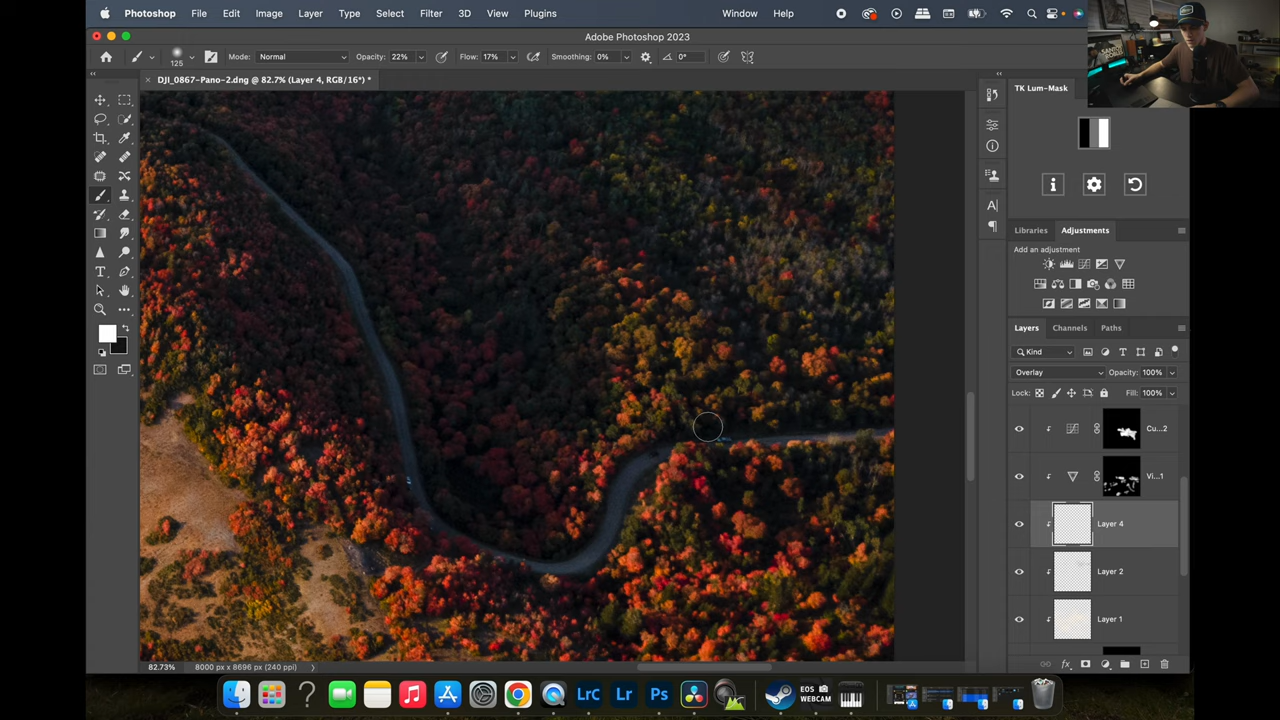 Photoshop File Edit Image Layer Type Select Filter 3D View Plugins Window Help
Adobe Photoshop 2023
125 Mode: Normal Opacity: 22% Flow: 17% Smoothing: 0% 0°
DJI_0867-Pano-2.dng @ 82.7% (Layer 4, RGB/16*) *
TK Lum-Mask
Libraries Adjustments
Add an adjustment
Layers Channels Paths
Kind
Overlay Opacity: 100%
Lock: Fill: 100%
Cu...2
Vi...1
Layer 4
Layer 2
Layer 1
82.73% 8000 px x 8696 px (240 ppi)
LrC Lr Ps EOS WEBCAM